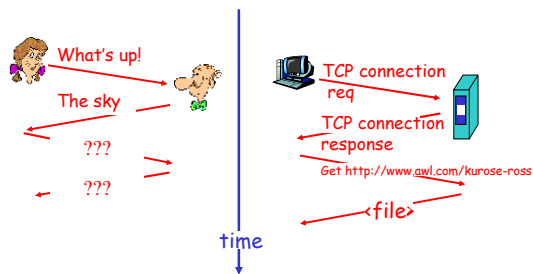 What's up!
The sky
???
???
TCP connection
req
TCP connection
response
Get http://www.awl.com/kurose-ross
<file>
time